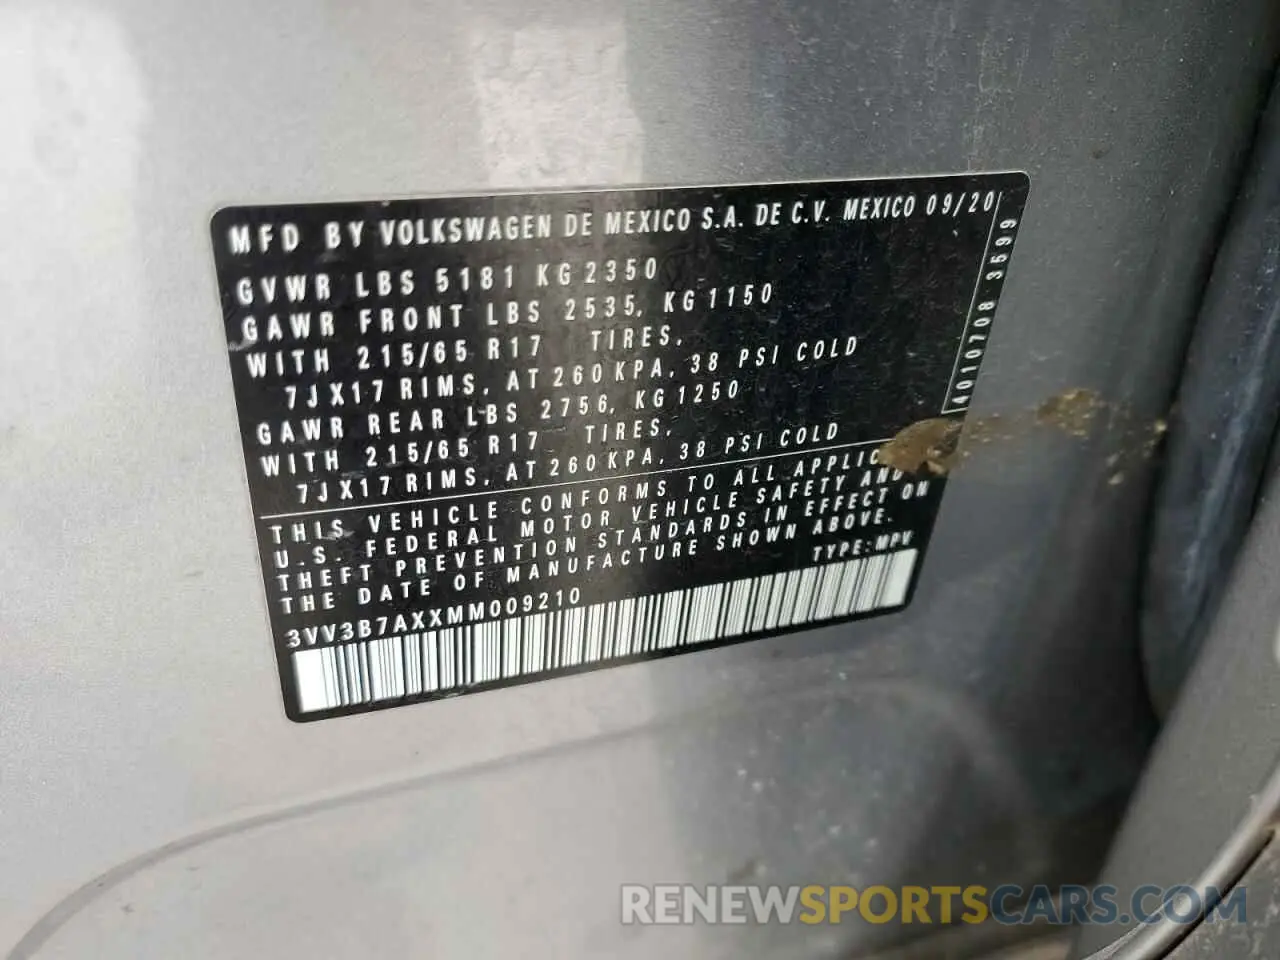 MFD BY VOLKSWAGEN DE MEXICO S.A. DE C.V. MEXICO 09/20
GVWR LBS 5181 KG 2350
GAWR FRONT LBS 2535, KG 1150
WITH 215/65 R17 TIRES,
7JX17 RIMS, AT 260 KPA, 38 PSI COLD
GAWR REAR LBS 2756, KG 1250
WITH 215/65 R17 TIRES,
7JX17 RIMS, AT 260 KPA, 38 PSI COLD
THIS VEHICLE CONFORMS TO ALL APPLIC
U.S. FEDERAL MOTOR VEHICLE SAFETY AND
THEFT PREVENTION STANDARDS IN EFFECT ON
THE DATE OF MANUFACTURE SHOWN ABOVE.
TYPE: MPV
3VV3B7AXXMM009210
4010708 3599
RENEWSPORTSCARS.COM